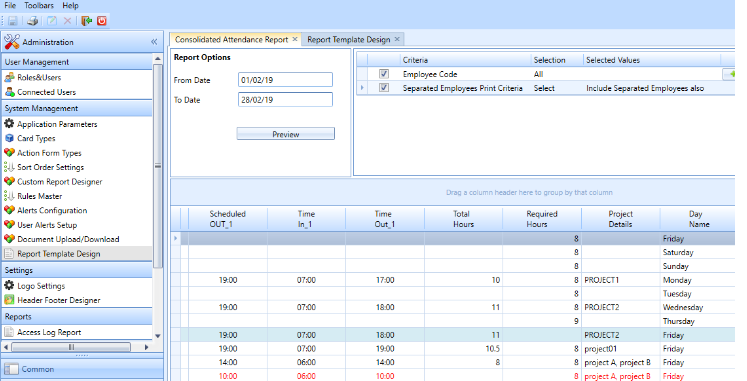 File Toolbars Help
Administration «
User Management
Roles&Users
Connected Users
System Management
Application Parameters
Card Types
Action Form Types
Sort Order Settings
Custom Report Designer
Rules Master
Alerts Configuration
User Alerts Setup
Document Upload/Download
Report Template Design
Settings
Logo Settings
Header Footer Designer
Reports
Access Log Report
Common
Consolidated Attendance Report × Report Template Design ×
Report Options
From Date 01/02/19
To Date 28/02/19
Preview
Criteria Selection Selected Values
Employee Code All
Separated Employees Print Criteria Select Include Separated Employees also
Drag a column header here to group by that column
Scheduled Time Time Total Required Project Day
OUT_1 In_1 Out_1 Hours Hours Details Name
8 Friday
8 Saturday
8 Sunday
19:00 07:00 17:00 10 8 PROJECT1 Monday
8 Tuesday
19:00 07:00 18:00 11 8 PROJECT2 Wednesday
9 Thursday
19:00 07:00 18:00 11 PROJECT2 Friday
19:00 07:00 19:00 10.5 8 project01 Friday
14:00 06:00 14:00 8 8 project A, project B Friday
10:00 06:00 10:00 8 project A, project B Friday